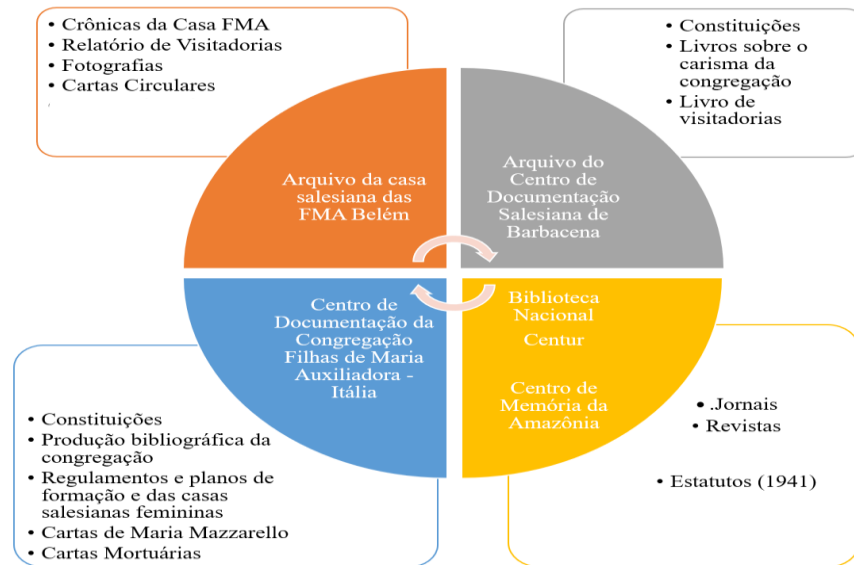 • Crônicas da Casa FMA
• Relatório de Visitadorias
• Fotografias
• Cartas Circulares
.
• Constituições
• Livros sobre o
carisma da
congregação
• Livro de
visitadorias
Arquivo da casa
salesiana das
FMA Belém
Arquivo do
Centro de
Documentação
Salesiana de
Barbacena
Centro de
Documentação da
Congregação
Filhas de Maria
Auxiliadora -
Itália
Biblioteca
Nacional
Centur
Centro de
Memória da
Amazônia
• Constituições
• Produção bibliográfica da
congregação
• Regulamentos e planos de
formação e das casas
salesianas femininas
• Cartas de Maria Mazzarello
• Cartas Mortuárias
• .Jornais
• Revistas
• Estatutos (1941)